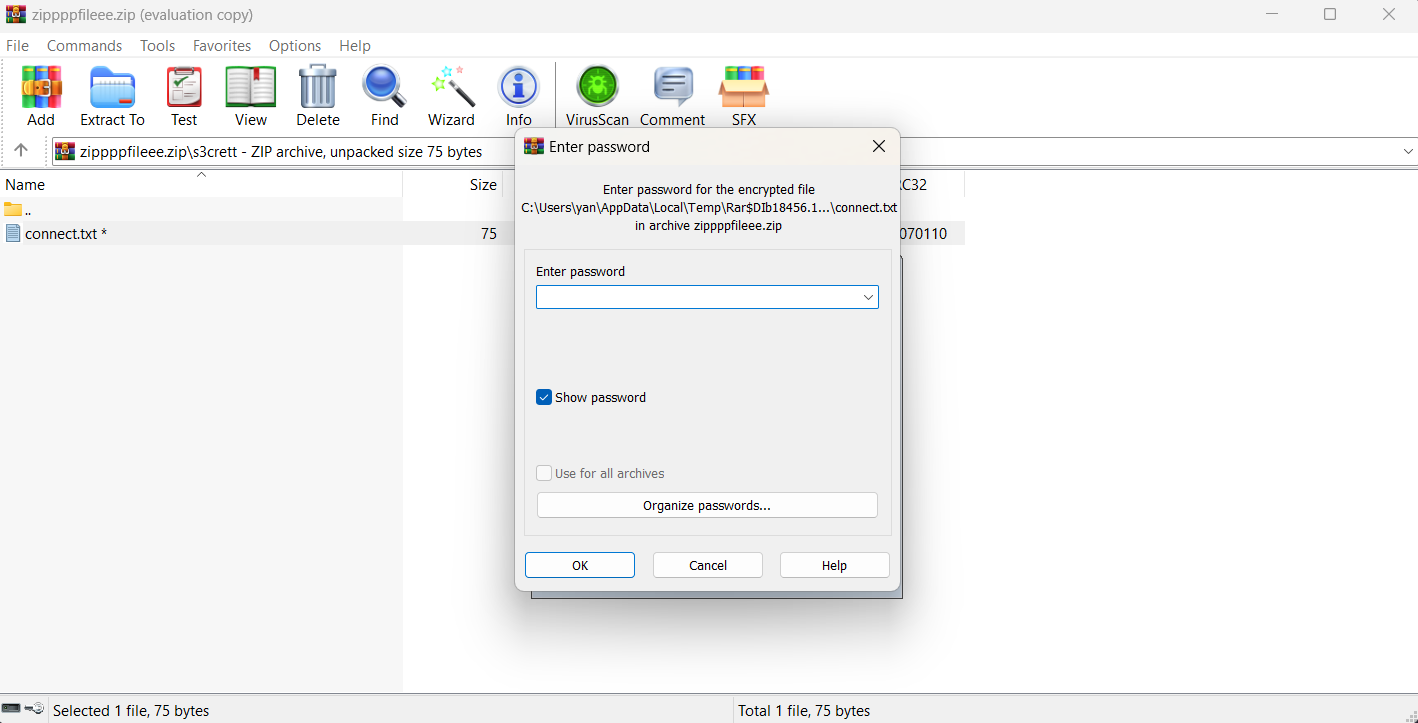 zippppfileee.zip (evaluation copy)
File Commands Tools Favorites Options Help
Add Extract To Test View Delete Find Wizard Info VirusScan Comment SFX
zippppfileee.zip\s3crett - ZIP archive, unpacked size 75 bytes
Name Size RC32
..
connect.txt * 75 070110
Enter password
Enter password for the encrypted file
C:\Users\yan\AppData\Local\Temp\Rar$DIb18456.1...\connect.txt
in archive zippppfileee.zip
Enter password
Show password
Use for all archives
Organize passwords...
OK Cancel Help
Selected 1 file, 75 bytes Total 1 file, 75 bytes